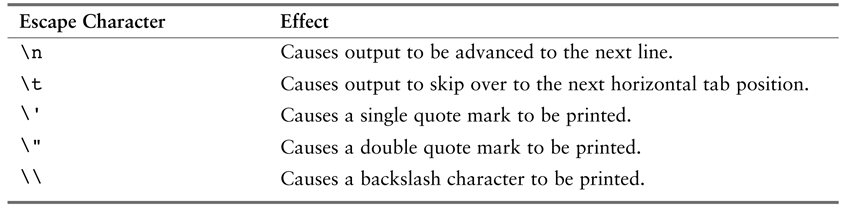 Escape Character Effect
\n Causes output to be advanced to the next line.
\t Causes output to skip over to the next horizontal tab position.
\' Causes a single quote mark to be printed.
\" Causes a double quote mark to be printed.
\\ Causes a backslash character to be printed.